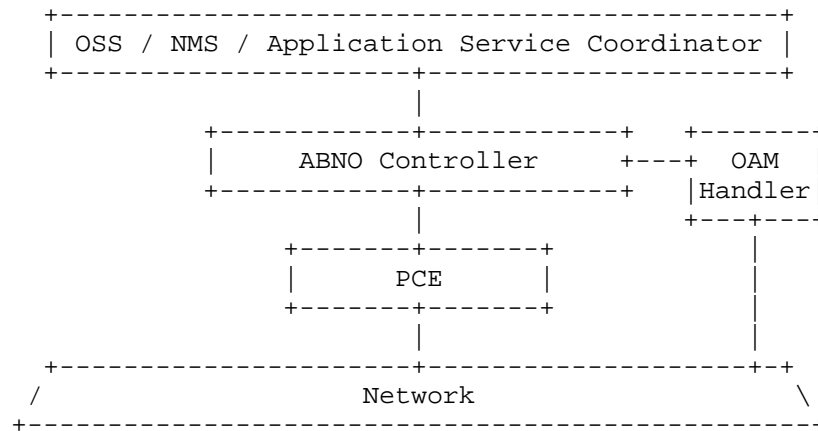 OSS / NMS / Application Service Coordinator
ABNO Controller OAM
Handler
PCE
Network